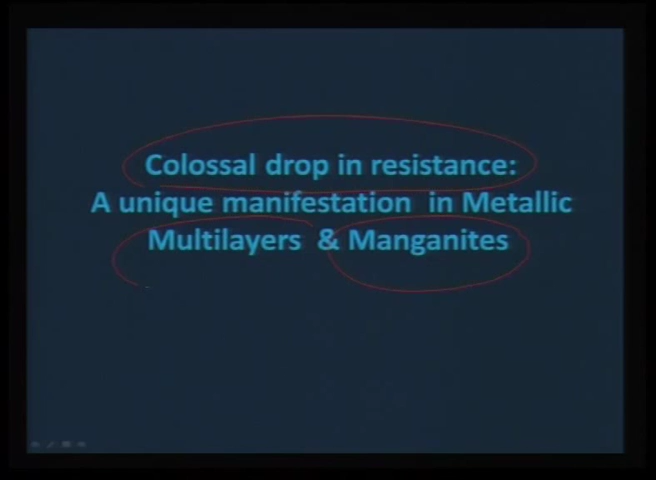 Colossal drop in resistance:
A unique manifestation in Metallic
Multilayers & Manganites